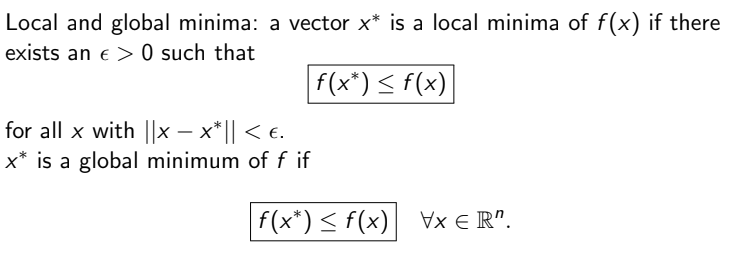 Local and global minima: a vector x* is a local minima of f(x) if there
exists an ϵ > 0 such that
f(x*) ≤ f(x)
for all x with ||x − x*|| < ϵ.
x* is a global minimum of f if
f(x*) ≤ f(x) ∀x ∈ ℝⁿ.